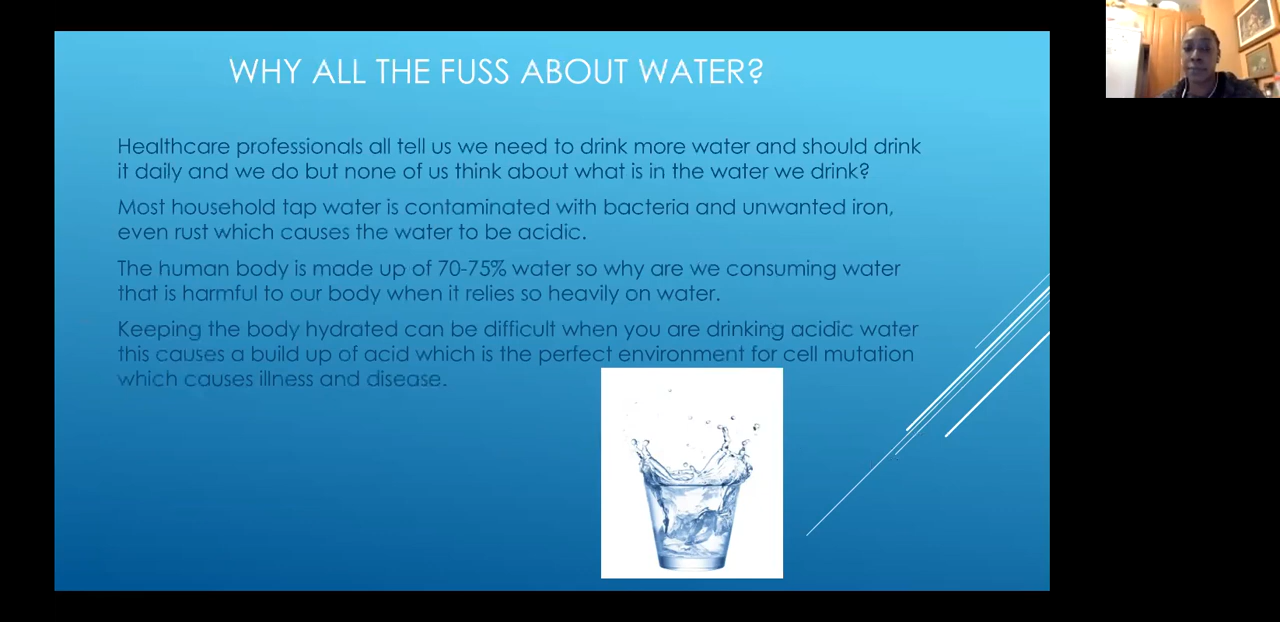 WHY ALL THE FUSS ABOUT WATER?
Healthcare professionals all tell us we need to drink more water and should drink
it daily and we do but none of us think about what is in the water we drink?
Most household tap water is contaminated with bacteria and unwanted iron,
even rust which causes the water to be acidic.
The human body is made up of 70-75% water so why are we consuming water
that is harmful to our body when it relies so heavily on water.
Keeping the body hydrated can be difficult when you are drinking acidic water
this causes a build up of acid which is the perfect environment for cell mutation
which causes illness and disease.